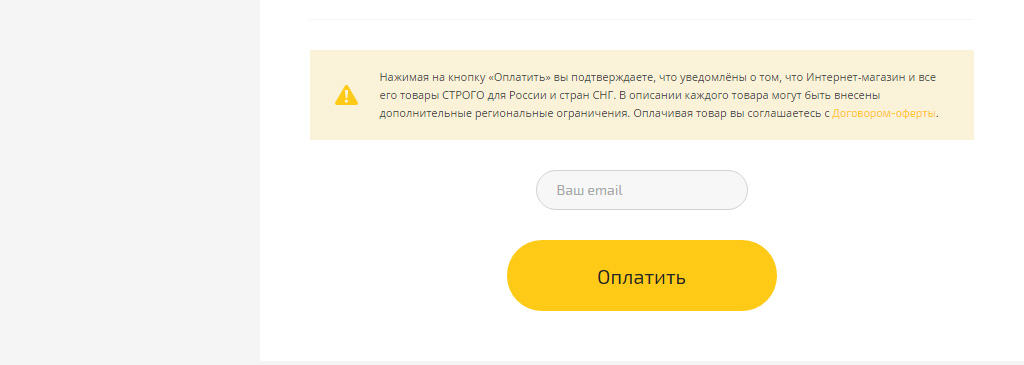 Нажимая на кнопку «Оплатить» вы подтверждаете, что уведомлёны о том, что Интернет-магазин и все
его товары СТРОГО для России и стран СНГ. В описании каждого товара могут быть внесены
дополнительные региональные ограничения. Оплачивая товар вы соглашаетесь с Договором-оферты.
Ваш email
Оплатить